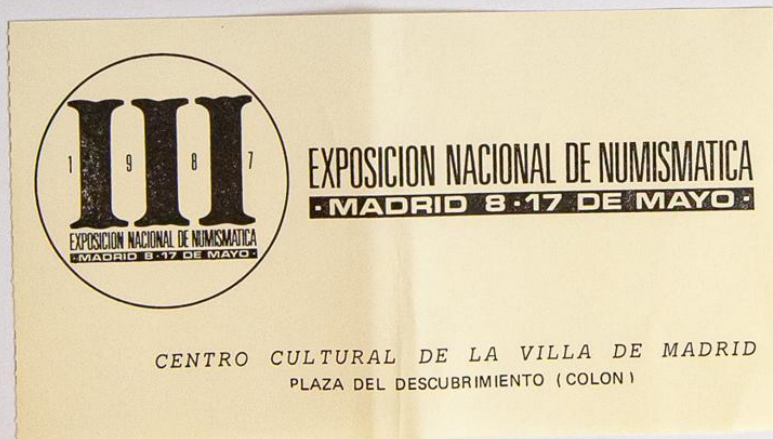 III
1 9 8 7
EXPOSICION NACIONAL DE NUMISMATICA
· MADRID 8 · 17 DE MAYO ·
EXPOSICION NACIONAL DE NUMISMATICA
· MADRID 8 · 17 DE MAYO ·
CENTRO CULTURAL DE LA VILLA DE MADRID
PLAZA DEL DESCUBRIMIENTO ( COLON )